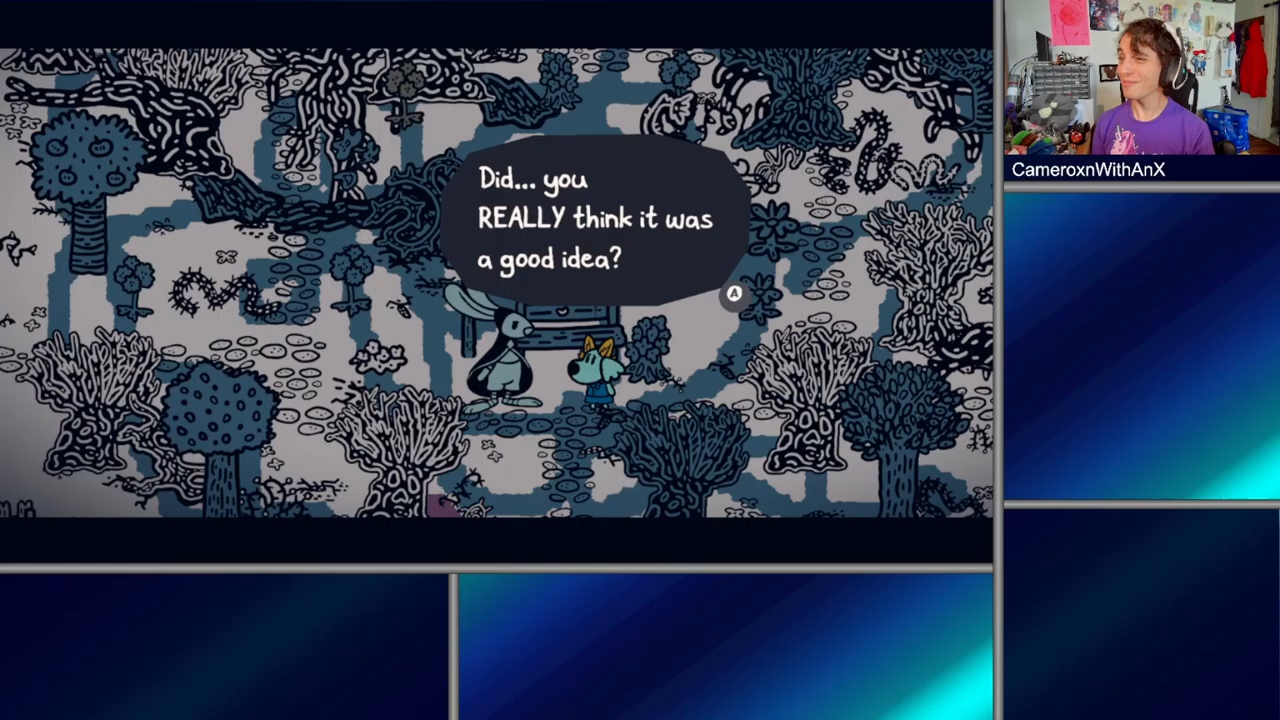 Did... you
REALLY think it was
a good idea?
A
CameroxnWithAnX